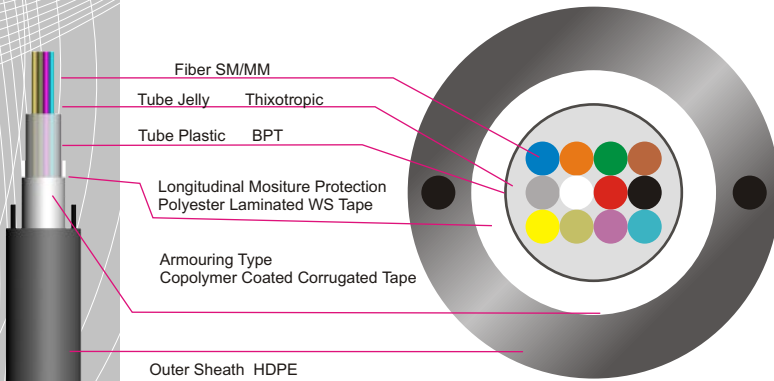 Fiber SM/MM
Tube Jelly Thixotropic
Tube Plastic BPT
Longitudinal Mositure Protection
Polyester Laminated WS Tape
Armouring Type
Copolymer Coated Corrugated Tape
Outer Sheath HDPE